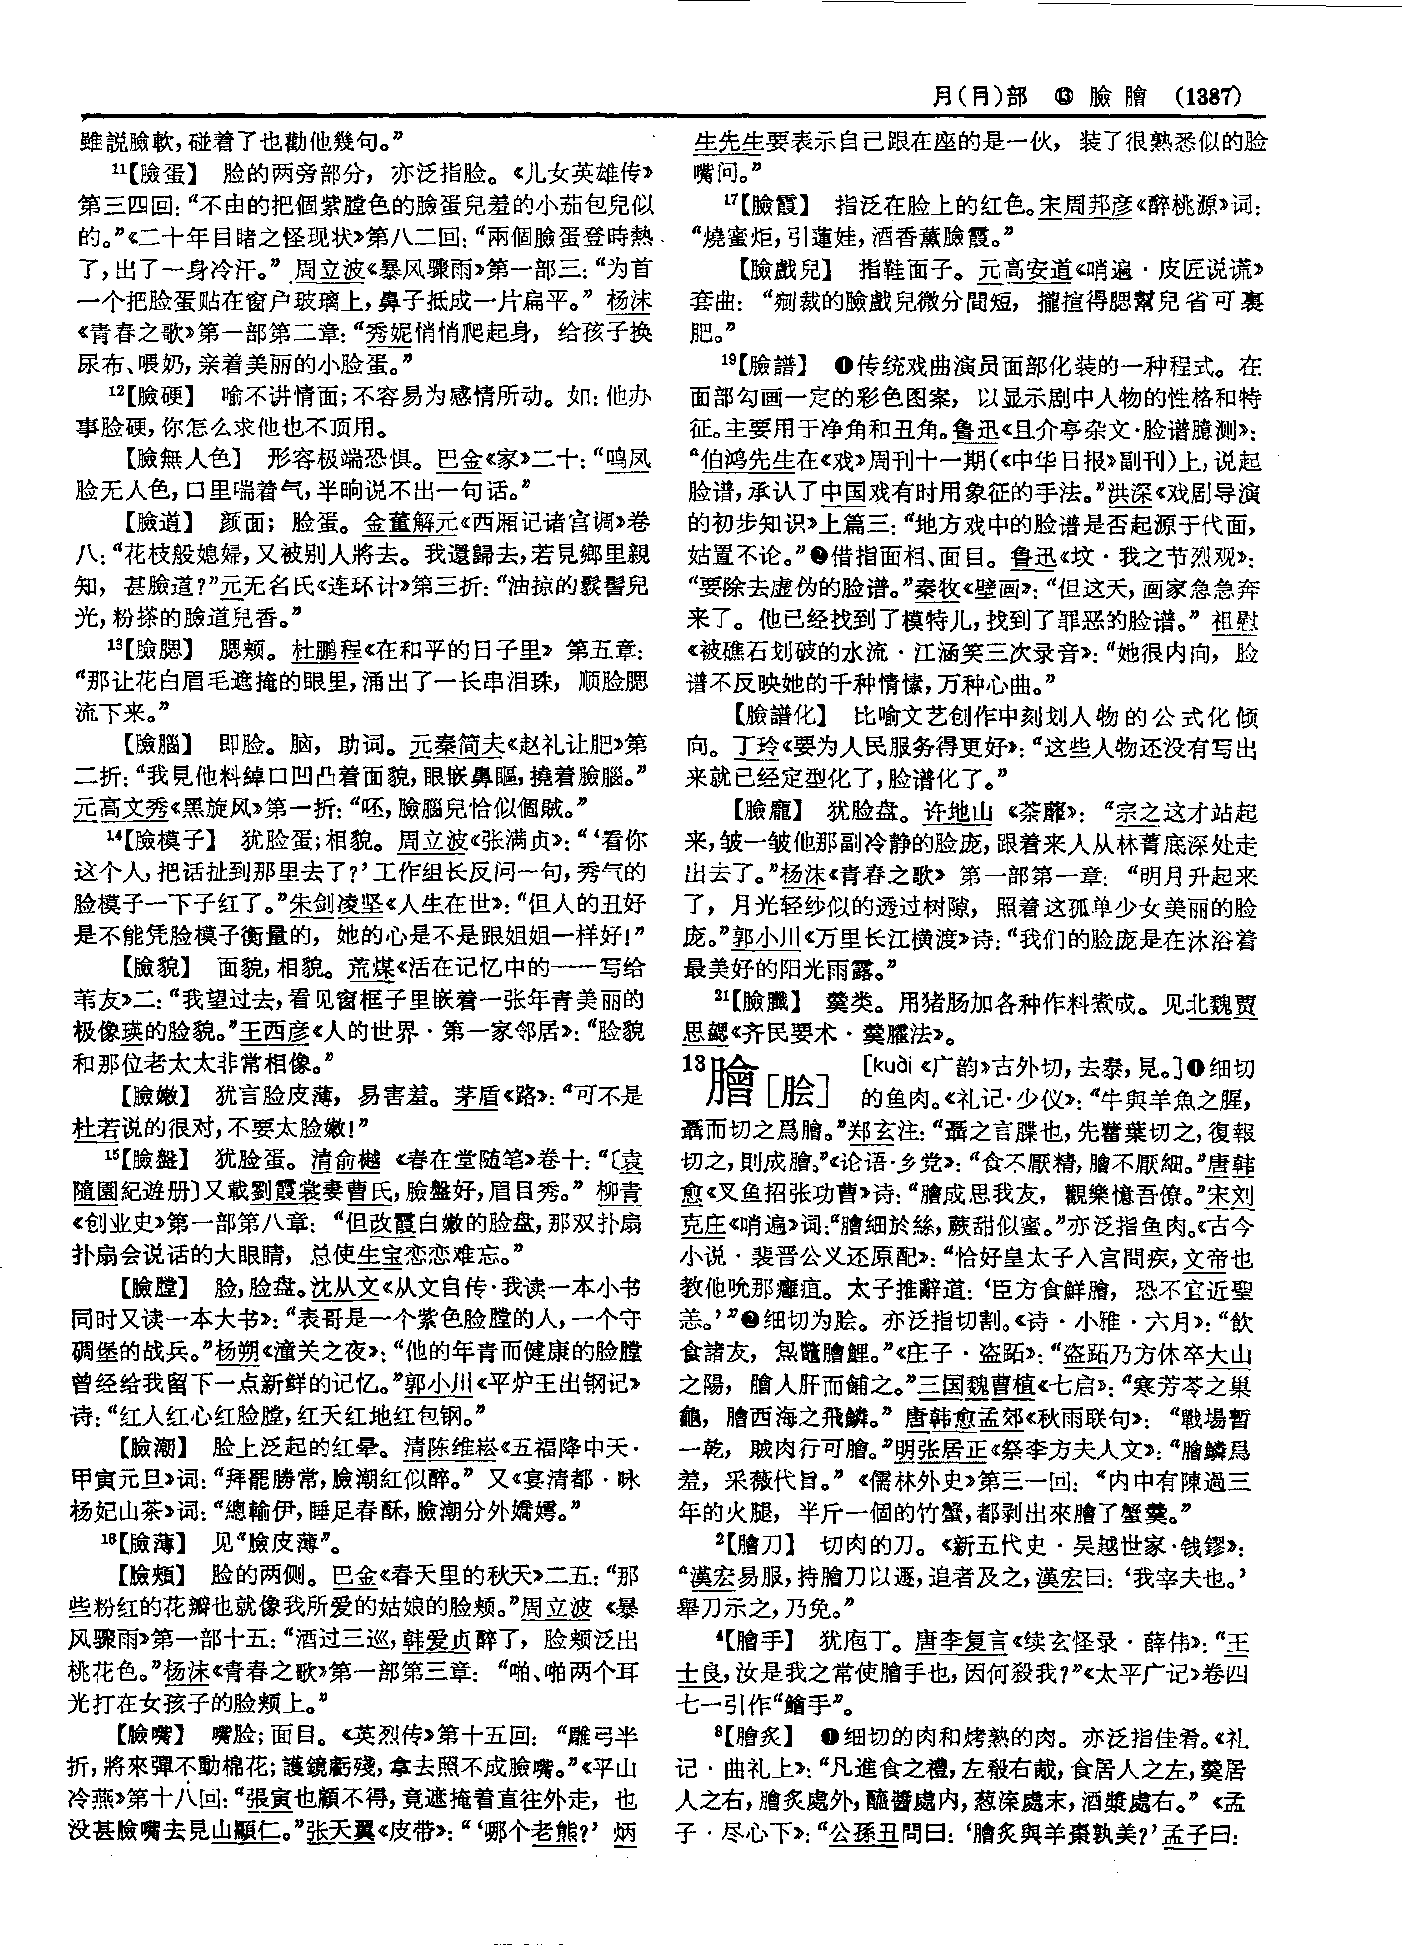 月(⺼)部 ⑬ 臉 膾 (1387)
雖説臉軟，碰着了也勸他幾句。”
11【臉蛋】 脸的两旁部分，亦泛指脸。《儿女英雄传》
第三四回：“不由的把個紫膛色的臉蛋兒羞的小茄包兒似
的。”《二十年目睹之怪现状》第八二回：“兩個臉蛋登時熱
了，出了一身冷汗。”周立波《暴风骤雨》第一部三：“为首
一个把脸蛋贴在窗户玻璃上，鼻子抵成一片扁平。”杨沫
《青春之歌》第一部第二章：“秀妮悄悄爬起身，给孩子换
尿布、喂奶，亲着美丽的小脸蛋。”
12【臉硬】 喻不讲情面；不容易为感情所动。如：他办
事脸硬，你怎么求他也不顶用。
【臉無人色】 形容极端恐惧。巴金《家》二十：“鸣凤
脸无人色，口里喘着气，半晌说不出一句话。”
【臉道】 颜面；脸蛋。金董解元《西厢记诸宫调》卷
八：“花枝般媳婦，又被别人將去。我還歸去，若見鄉里親
知，甚臉道？”元无名氏《连环计》第三折：“油掠的鬏髻兒
光，粉搽的臉道兒香。”
13【臉腮】 腮颊。杜鹏程《在和平的日子里》第五章：
“那让花白眉毛遮掩的眼里，涌出了一长串泪珠，顺脸腮
流下来。”
【臉腦】 即脸。脑，助词。元秦简夫《赵礼让肥》第
二折：“我見他料綽口凹凸着面貌，眼嵌鼻瞘，撓着臉腦。”
元高文秀《黑旋风》第一折：“呸，臉腦兒恰似個賊。”
14【臉模子】 犹脸蛋；相貌。周立波《张满贞》：“‘看你
这个人，把话扯到那里去了？’工作组长反问一句，秀气的
脸模子一下子红了。”朱剑凌坚《人生在世》：“但人的丑好
是不能凭脸模子衡量的，她的心是不是跟姐姐一样好！”
【臉貌】 面貌，相貌。荒煤《活在记忆中的——写给
苇友》二：“我望过去，看见窗框子里嵌着一张年青美丽的
极像瑛的脸貌。”王西彦《人的世界·第一家邻居》：“脸貌
和那位老太太非常相像。”
【臉嫩】 犹言脸皮薄，易害羞。茅盾《路》：“可不是
杜若说的很对，不要太脸嫩！”
15【臉盤】 犹脸蛋。清俞樾《春在堂随笔》卷十：“〔袁
隨園紀遊册〕又載劉霞裳妻曹氏，臉盤好，眉目秀。”柳青
《创业史》第一部第八章：“但改霞白嫩的脸盘，那双扑扇
扑扇会说话的大眼睛，总使生宝恋恋难忘。”
【臉膛】 脸，脸盘。沈从文《从文自传·我读一本小书
同时又读一本大书》：“表哥是一个紫色脸膛的人，一个守
碉堡的战兵。”杨朔《潼关之夜》：“他的年青而健康的脸膛
曾经给我留下一点新鲜的记忆。”郭小川《平炉王出钢记》
诗：“红人红心红脸膛，红天红地红包钢。”
【臉潮】 脸上泛起的红晕。清陈维崧《五福降中天·
甲寅元旦》词：“拜罷勝常，臉潮紅似醉。”又《宴清都·咏
杨妃山茶》词：“總輸伊，睡足春酥，臉潮分外嬌嫮。”
16【臉薄】 见“臉皮薄”。
【臉頰】 脸的两侧。巴金《春天里的秋天》二五：“那
些粉红的花瓣也就像我所爱的姑娘的脸颊。”周立波《暴
风骤雨》第一部十五：“酒过三巡，韩爱贞醉了，脸颊泛出
桃花色。”杨沫《青春之歌》第一部第三章：“啪、啪两个耳
光打在女孩子的脸颊上。”
【臉嘴】 嘴脸；面目。《英烈传》第十五回：“雕弓半
折，將來彈不動棉花；護鏡虧殘，拿去照不成臉嘴。”《平山
冷燕》第十八回：“張寅也顧不得，竟遮掩着直往外走，也
没甚臉嘴去見山顯仁。”张天翼《皮带》：“‘哪个老熊？’炳
生先生要表示自己跟在座的是一伙，装了很熟悉似的脸
嘴问。”
17【臉霞】 指泛在脸上的红色。宋周邦彦《醉桃源》词：
“燒蜜炬，引蓮娃，酒香薰臉霞。”
【臉戲兒】 指鞋面子。元高安道《哨遍·皮匠说谎》
套曲：“㓨裁的臉戲兒微分間短，攏揎得腮幫兒省可裏
肥。”
19【臉譜】 ❶传统戏曲演员面部化装的一种程式。在
面部勾画一定的彩色图案，以显示剧中人物的性格和特
征。主要用于净角和丑角。鲁迅《且介亭杂文·脸谱臆测》：
“伯鸿先生在《戏》周刊十一期（《中华日报》副刊）上，说起
脸谱，承认了中国戏有时用象征的手法。”洪深《戏剧导演
的初步知识》上篇三：“地方戏中的脸谱是否起源于代面，
姑置不论。”❷借指面相、面目。鲁迅《坟·我之节烈观》：
“要除去虚伪的脸谱。”秦牧《壁画》：“但这天，画家急急奔
来了。他已经找到了模特儿，找到了罪恶的脸谱。”祖慰
《被礁石划破的水流·江涵笑三次录音》：“她很内向，脸
谱不反映她的千种情愫，万种心曲。”
【臉譜化】 比喻文艺创作中刻划人物的公式化倾
向。丁玲《要为人民服务得更好》：“这些人物还没有写出
来就已经定型化了，脸谱化了。”
【臉龐】 犹脸盘。许地山《荼蘼》：“宗之这才站起
来，皱一皱他那副冷静的脸庞，跟着来人从林菁底深处走
出去了。”杨沫《青春之歌》第一部第一章：“明月升起来
了，月光轻纱似的透过树隙，照着这孤单少女美丽的脸
庞。”郭小川《万里长江横渡》诗：“我们的脸庞是在沐浴着
最美好的阳光雨露。”
21【臉䐑】 羹类。用猪肠加各种作料煮成。见北魏贾
思勰《齐民要术·羹臛法》。
13膾［脍］ ［kuài《广韵》古外切，去泰，見。］❶细切
的鱼肉。《礼记·少仪》：“牛與羊魚之腥，
聶而切之爲膾。”郑玄注：“聶之言牒也，先藿葉切之，復報
切之，則成膾。”《论语·乡党》：“食不厭精，膾不厭細。”唐韩
愈《叉鱼招张功曹》诗：“膾成思我友，觀樂憶吾僚。”宋刘
克庄《哨遍》词：“膾細於絲，蕨甜似蜜。”亦泛指鱼肉。《古今
小说·裴晋公义还原配》：“恰好皇太子入宫問疾，文帝也
教他吮那癰疽。太子推辭道：‘臣方食鮮膾，恐不宜近聖
恙。’”❷细切为脍。亦泛指切割。《诗·小雅·六月》：“飲
食諸友，炰鼈膾鯉。”《庄子·盗跖》：“盗跖乃方休卒大山
之陽，膾人肝而餔之。”三国魏曹植《七启》：“寒芳苓之巢
龜，膾西海之飛鱗。”唐韩愈孟郊《秋雨联句》：“戰場暫
一乾，賊肉行可膾。”明张居正《祭李方夫人文》：“膾鱗爲
羞，采薇代旨。”《儒林外史》第三一回：“内中有陳過三
年的火腿，半斤一個的竹蟹，都剥出來膾了蟹羹。”
2【膾刀】 切肉的刀。《新五代史·吴越世家·钱镠》：
“漢宏易服，持膾刀以遯，追者及之，漢宏曰：‘我宰夫也。’
舉刀示之，乃免。”
4【膾手】 犹庖丁。唐李复言《续玄怪录·薛伟》：“王
士良，汝是我之常使膾手也，因何殺我？”《太平广记》卷四
七一引作“鱠手”。
8【膾炙】 ❶细切的肉和烤熟的肉。亦泛指佳肴。《礼
记·曲礼上》：“凡進食之禮，左殽右胾，食居人之左，羹居
人之右，膾炙處外，醯醬處内，葱渫處末，酒漿處右。”《孟
子·尽心下》：“公孫丑問曰：‘膾炙與羊棗孰美？’孟子曰：